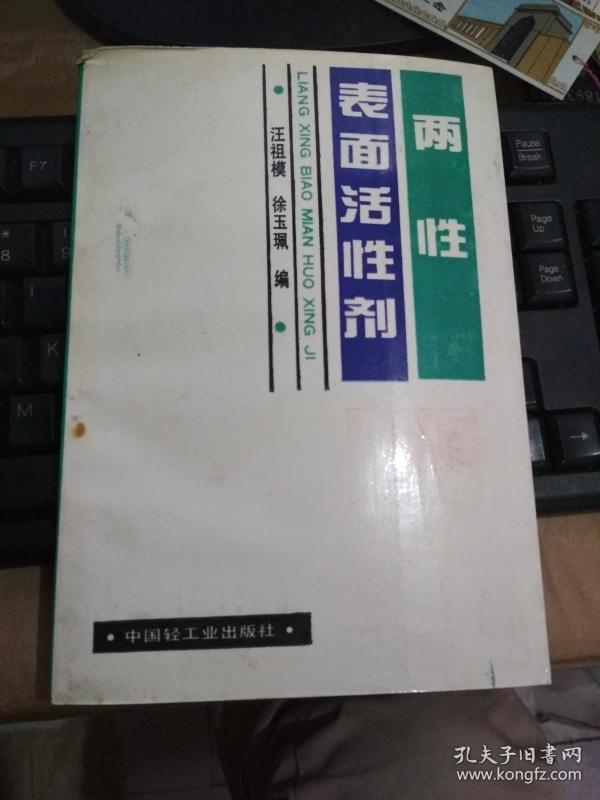 两性
表面活性剂
LIANG XING BIAO MIAN HUO XING JI
汪祖模 徐玉珮 编
中国轻工业出版社
F7
*
8
I
K
M
Pause
Break
Page
Up
Page
Down
孔夫子旧书网
www.kongfz.com